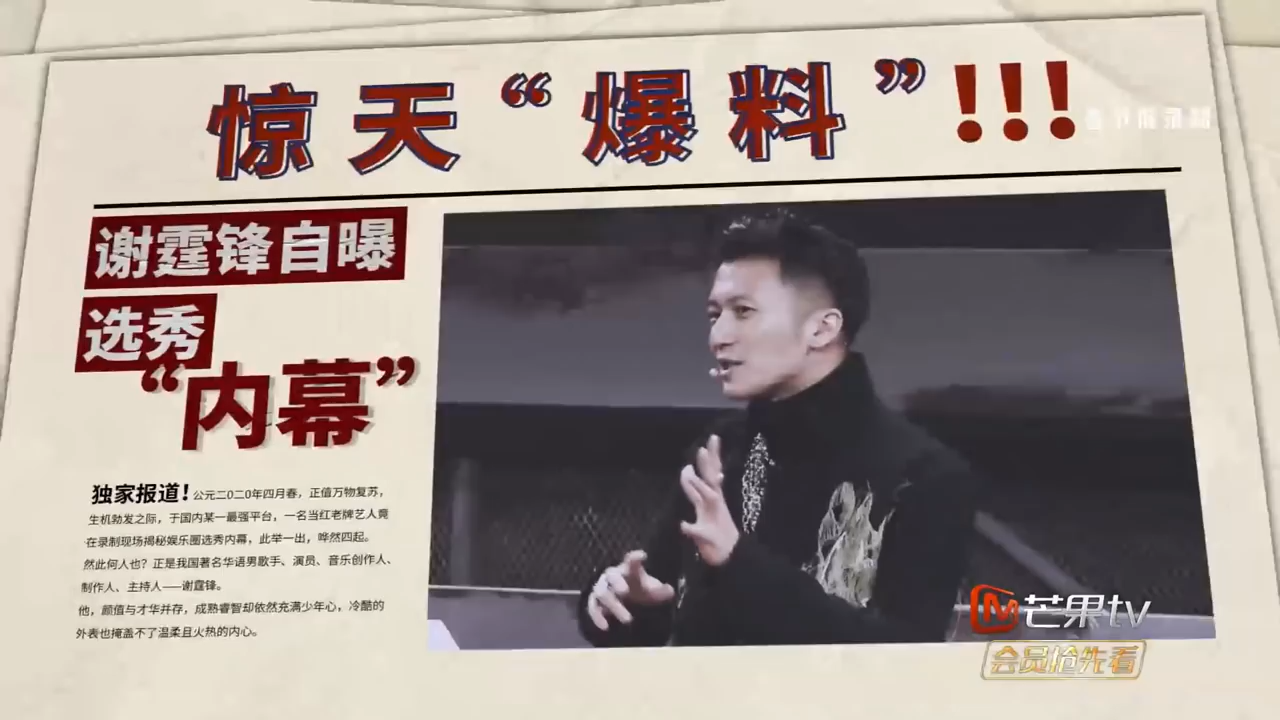 惊天“爆料”!!!
谢霆锋自曝
选秀
“内幕”
独家报道!公元二〇二〇年四月春，正值万物复苏，
生机勃发之际，于国内某一最强平台，一名当红老牌艺人竟
在录制现场揭秘娱乐圈选秀内幕，此举一出，哗然四起。
然此何人也？正是我国著名华语男歌手、演员、音乐创作人、
制作人、主持人——谢霆锋。
他，颜值与才华并存，成熟睿智却依然充满少年心，冷酷的
外表也掩盖不了温柔且火热的内心。
芒果tv
会员抢先看